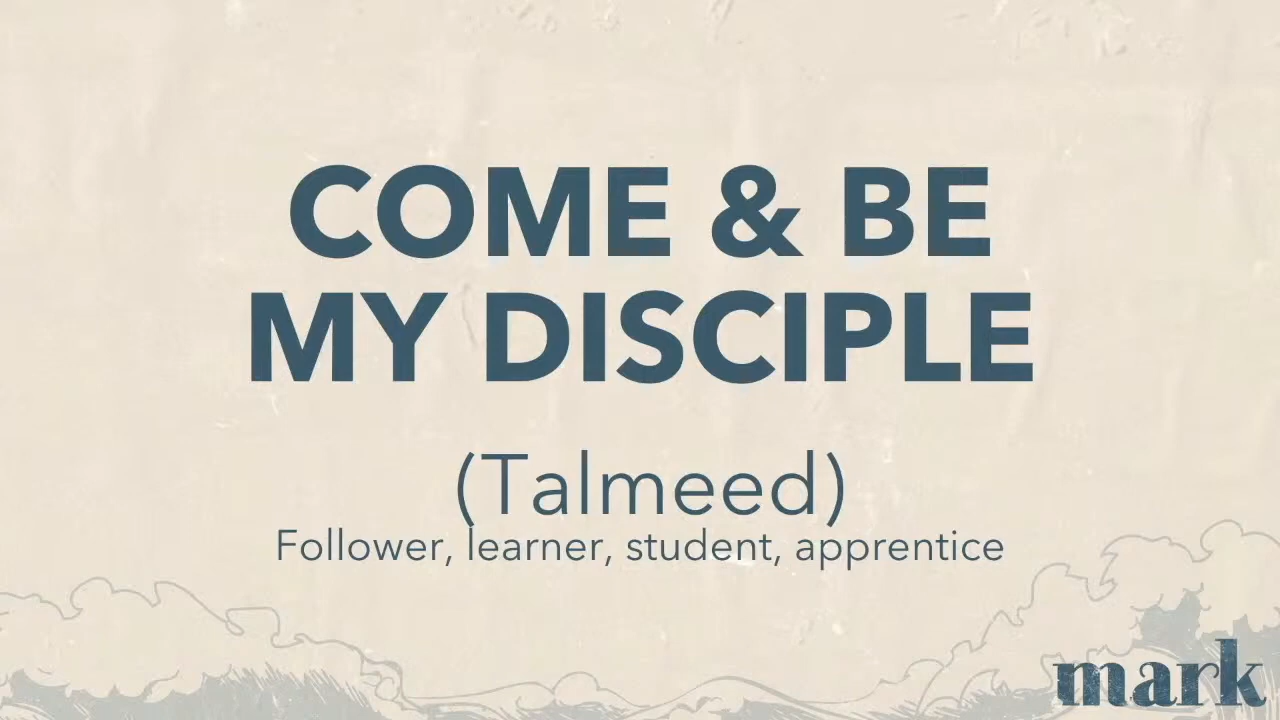 COME & BE
MY DISCIPLE
(Talmeed)
Follower, learner, student, apprentice
mark